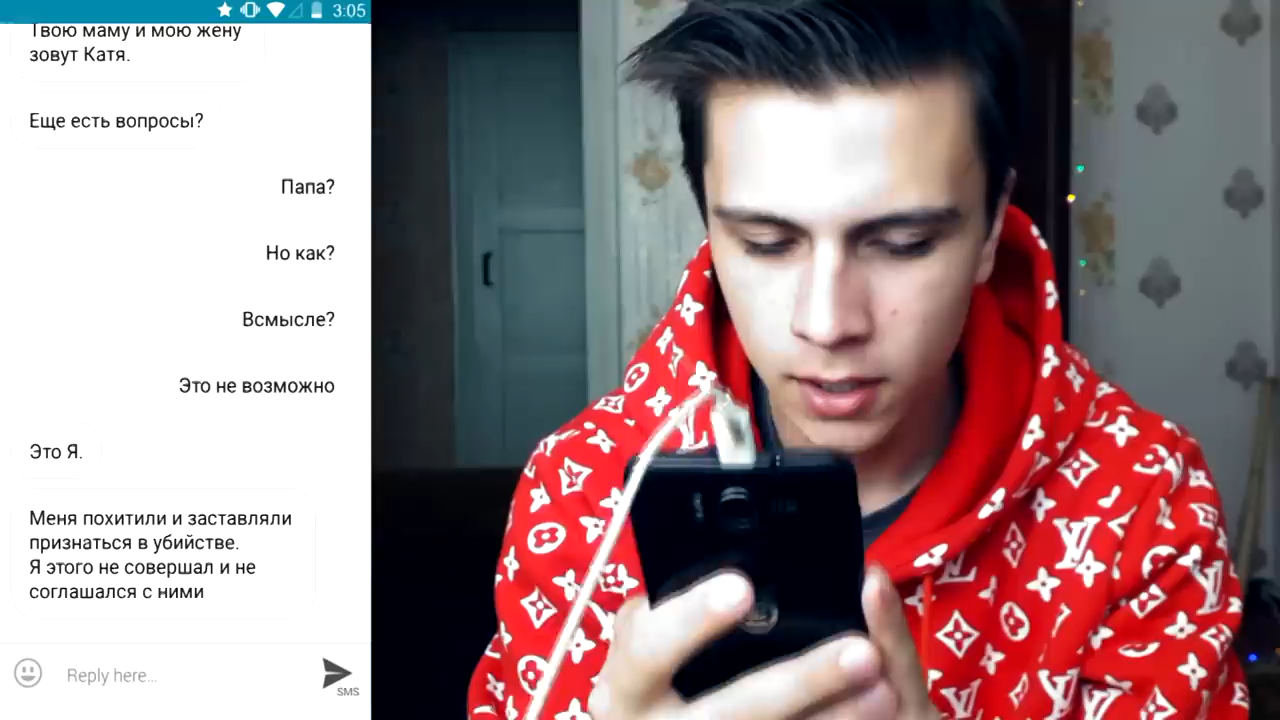 3:05
Твою маму и мою жену
зовут Катя.
Еще есть вопросы?
Папа?
Но как?
Всмысле?
Это не возможно
Это Я.
Меня похитили и заставляли
признаться в убийстве.
Я этого не совершал и не
соглашался с ними
Reply here...
SMS